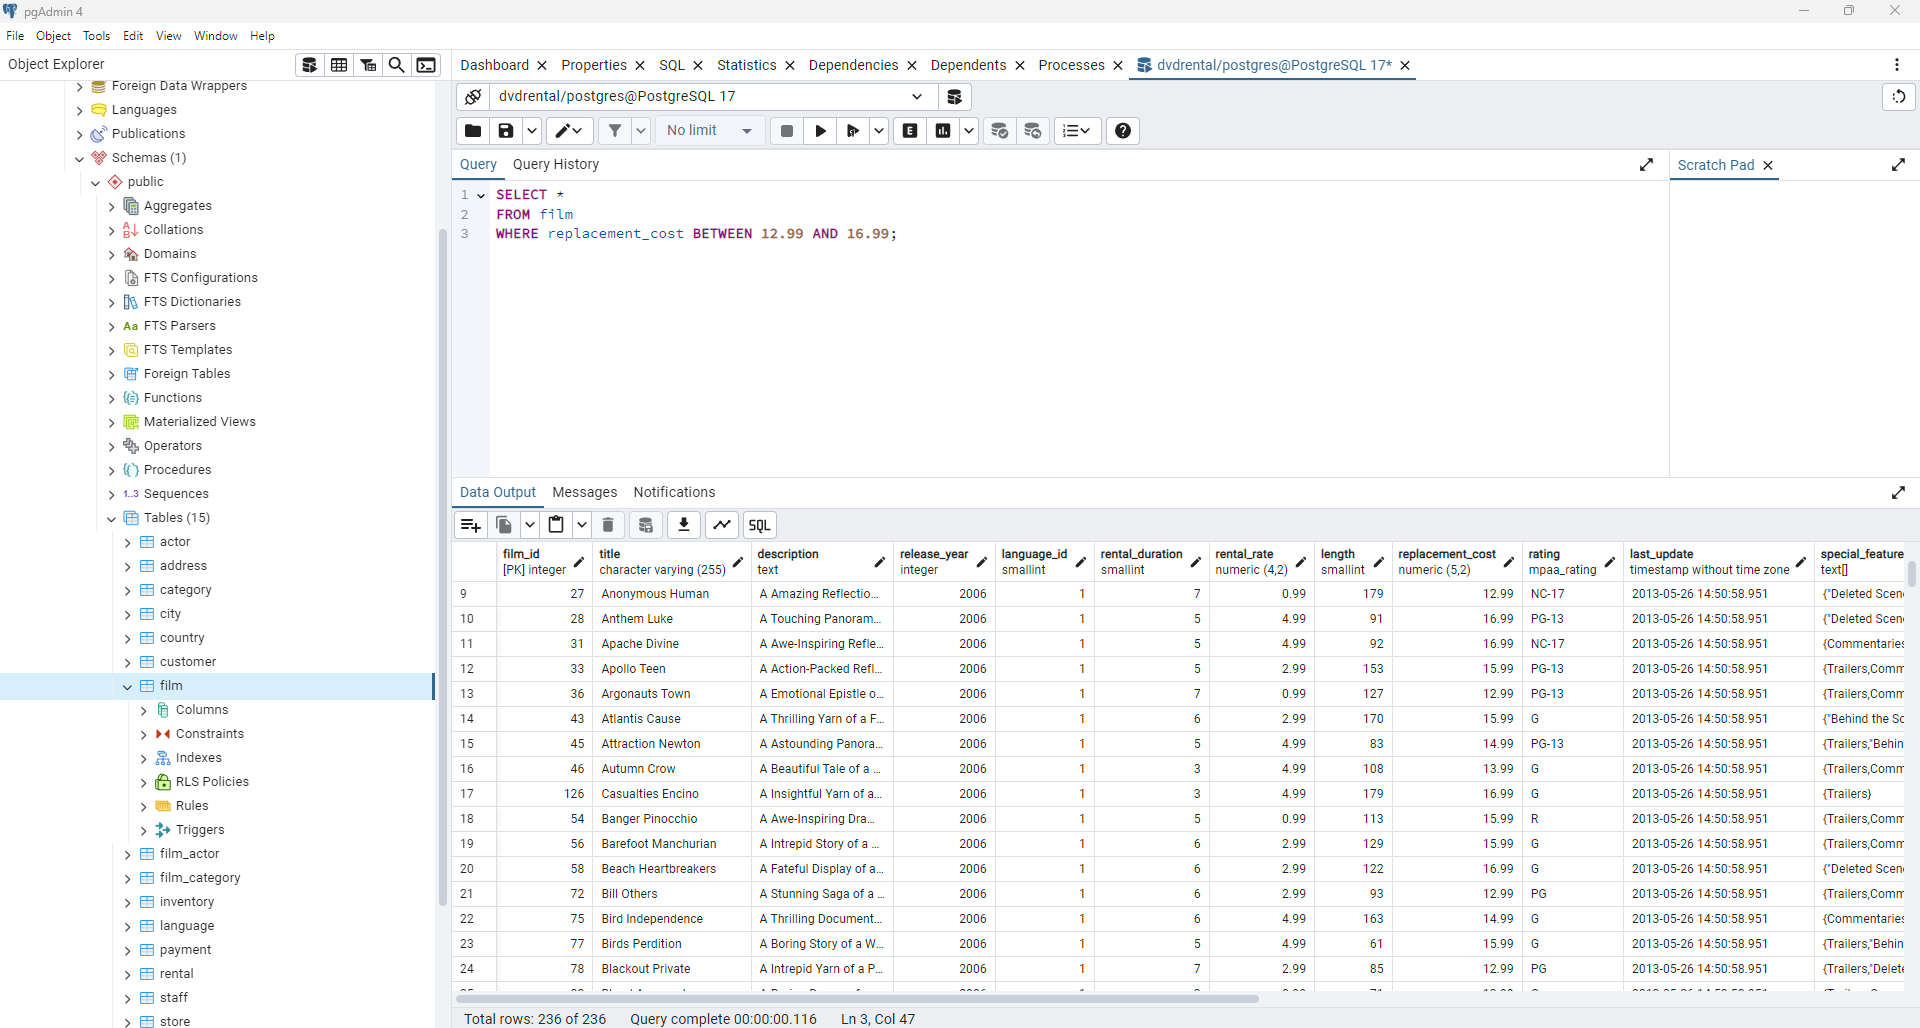 pgAdmin 4
File Object Tools Edit View Window Help
Object Explorer
Foreign Data Wrappers
Languages
Publications
Schemas (1)
public
Aggregates
Collations
Domains
FTS Configurations
FTS Dictionaries
Aa FTS Parsers
FTS Templates
Foreign Tables
Functions
Materialized Views
Operators
Procedures
1..3 Sequences
Tables (15)
actor
address
category
city
country
customer
film
Columns
Constraints
Indexes
RLS Policies
Rules
Triggers
film_actor
film_category
inventory
language
payment
rental
staff
store
Dashboard Properties SQL Statistics Dependencies Dependents Processes dvdrental/postgres@PostgreSQL 17*
dvdrental/postgres@PostgreSQL 17
No limit E
Query Query History Scratch Pad
1 SELECT *
2 FROM film
3 WHERE replacement_cost BETWEEN 12.99 AND 16.99;
Data Output Messages Notifications
SQL
film_id title description release_year language_id rental_duration rental_rate length replacement_cost rating last_update special_feature
[PK] integer character varying (255) text integer smallint smallint numeric (4,2) smallint numeric (5,2) mpaa_rating timestamp without time zone text[]
9 27 Anonymous Human A Amazing Reflectio... 2006 1 7 0.99 179 12.99 NC-17 2013-05-26 14:50:58.951 {"Deleted Scen
10 28 Anthem Luke A Touching Panoram... 2006 1 5 4.99 91 16.99 PG-13 2013-05-26 14:50:58.951 {"Deleted Scen
11 31 Apache Divine A Awe-Inspiring Refle... 2006 1 5 4.99 92 16.99 NC-17 2013-05-26 14:50:58.951 {Commentaries
12 33 Apollo Teen A Action-Packed Refl... 2006 1 5 2.99 153 15.99 PG-13 2013-05-26 14:50:58.951 {Trailers,Comm
13 36 Argonauts Town A Emotional Epistle o... 2006 1 7 0.99 127 12.99 PG-13 2013-05-26 14:50:58.951 {Trailers,Comm
14 43 Atlantis Cause A Thrilling Yarn of a F... 2006 1 6 2.99 170 15.99 G 2013-05-26 14:50:58.951 {"Behind the Sc
15 45 Attraction Newton A Astounding Panora... 2006 1 5 4.99 83 14.99 PG-13 2013-05-26 14:50:58.951 {Trailers,"Behin
16 46 Autumn Crow A Beautiful Tale of a ... 2006 1 3 4.99 108 13.99 G 2013-05-26 14:50:58.951 {Trailers,Comm
17 126 Casualties Encino A Insightful Yarn of a... 2006 1 3 4.99 179 16.99 G 2013-05-26 14:50:58.951 {Trailers}
18 54 Banger Pinocchio A Awe-Inspiring Dra... 2006 1 5 0.99 113 15.99 R 2013-05-26 14:50:58.951 {Trailers,Comm
19 56 Barefoot Manchurian A Intrepid Story of a ... 2006 1 6 2.99 129 15.99 G 2013-05-26 14:50:58.951 {Trailers,Comm
20 58 Beach Heartbreakers A Fateful Display of a... 2006 1 6 2.99 122 16.99 G 2013-05-26 14:50:58.951 {"Deleted Scen
21 72 Bill Others A Stunning Saga of a ... 2006 1 6 2.99 93 12.99 PG 2013-05-26 14:50:58.951 {Trailers,Comm
22 75 Bird Independence A Thrilling Document... 2006 1 6 4.99 163 14.99 G 2013-05-26 14:50:58.951 {Commentaries
23 77 Birds Perdition A Boring Story of a W... 2006 1 5 4.99 61 15.99 G 2013-05-26 14:50:58.951 {Trailers,"Behin
24 78 Blackout Private A Intrepid Yarn of a P... 2006 1 7 2.99 85 12.99 PG 2013-05-26 14:50:58.951 {Trailers,"Delete
Total rows: 236 of 236 Query complete 00:00:00.116 Ln 3, Col 47